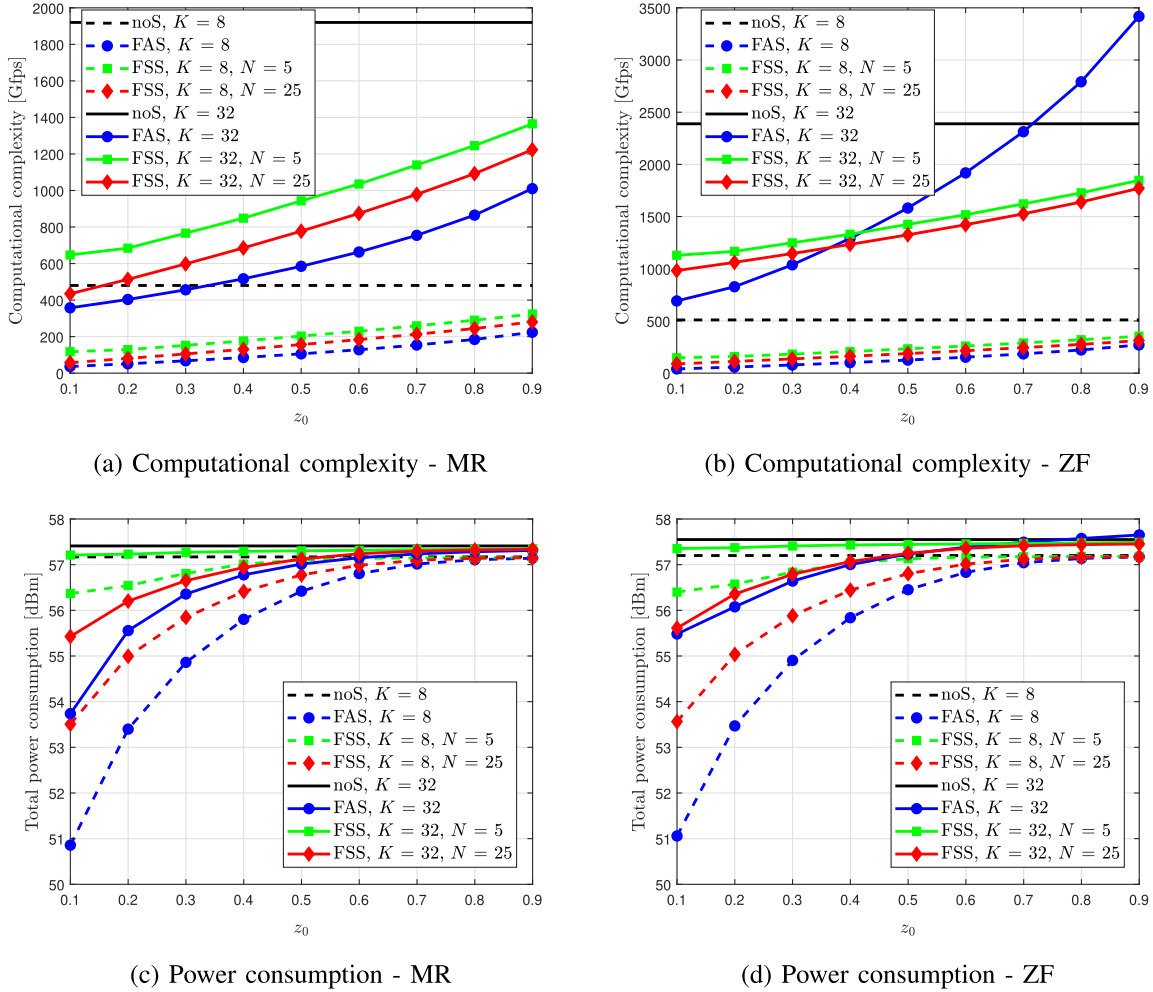 2000
1800
1600
1400
1200
1000
800
600
400
200
0
Computational complexity [Gfps]
noS, K = 8
FAS, K = 8
FSS, K = 8, N = 5
FSS, K = 8, N = 25
noS, K = 32
FAS, K = 32
FSS, K = 32, N = 5
FSS, K = 32, N = 25
0.1 0.2 0.3 0.4 0.5 0.6 0.7 0.8 0.9
z₀
(a) Computational complexity - MR
3500
3000
2500
2000
1500
1000
500
0
Computational complexity [Gfps]
noS, K = 8
FAS, K = 8
FSS, K = 8, N = 5
FSS, K = 8, N = 25
noS, K = 32
FAS, K = 32
FSS, K = 32, N = 5
FSS, K = 32, N = 25
0.1 0.2 0.3 0.4 0.5 0.6 0.7 0.8 0.9
z₀
(b) Computational complexity - ZF
58
57
56
55
54
53
52
51
50
Total power consumption [dBm]
noS, K = 8
FAS, K = 8
FSS, K = 8, N = 5
FSS, K = 8, N = 25
noS, K = 32
FAS, K = 32
FSS, K = 32, N = 5
FSS, K = 32, N = 25
0.1 0.2 0.3 0.4 0.5 0.6 0.7 0.8 0.9
z₀
(c) Power consumption - MR
58
57
56
55
54
53
52
51
50
Total power consumption [dBm]
noS, K = 8
FAS, K = 8
FSS, K = 8, N = 5
FSS, K = 8, N = 25
noS, K = 32
FAS, K = 32
FSS, K = 32, N = 5
FSS, K = 32, N = 25
0.1 0.2 0.3 0.4 0.5 0.6 0.7 0.8 0.9
z₀
(d) Power consumption - ZF